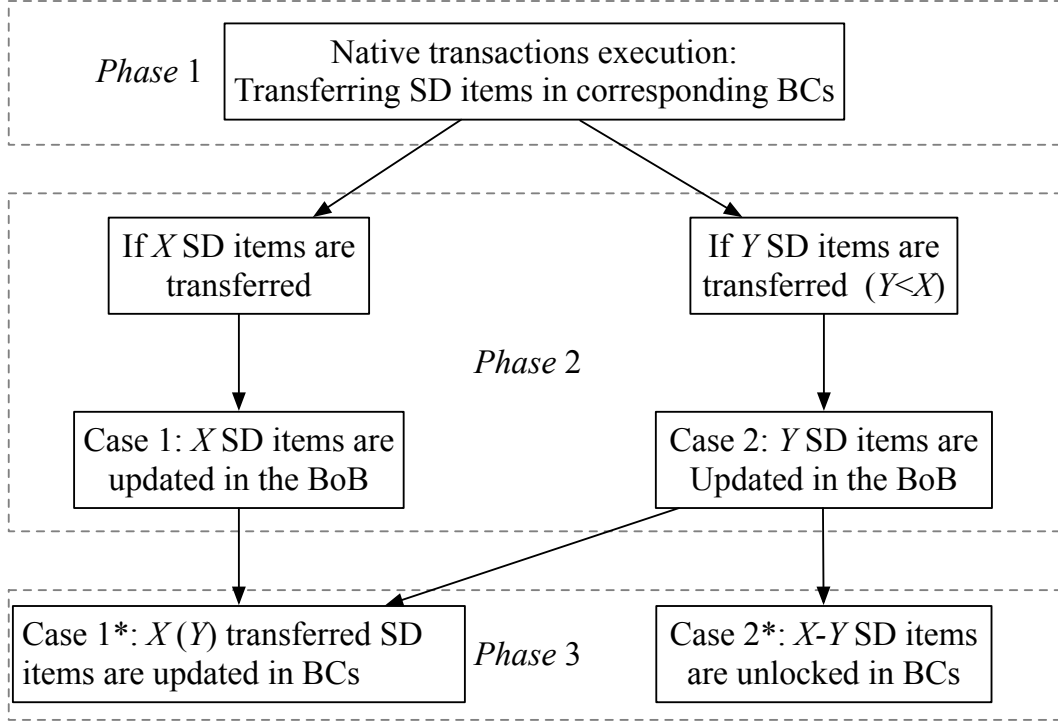 Phase 1
Native transactions execution:
Transferring SD items in corresponding BCs
If X SD items are
transferred
If Y SD items are
transferred (Y<X)
Phase 2
Case 1: X SD items are
updated in the BoB
Case 2: Y SD items are
Updated in the BoB
Case 1*: X (Y) transferred SD
items are updated in BCs
Phase 3
Case 2*: X-Y SD items
are unlocked in BCs